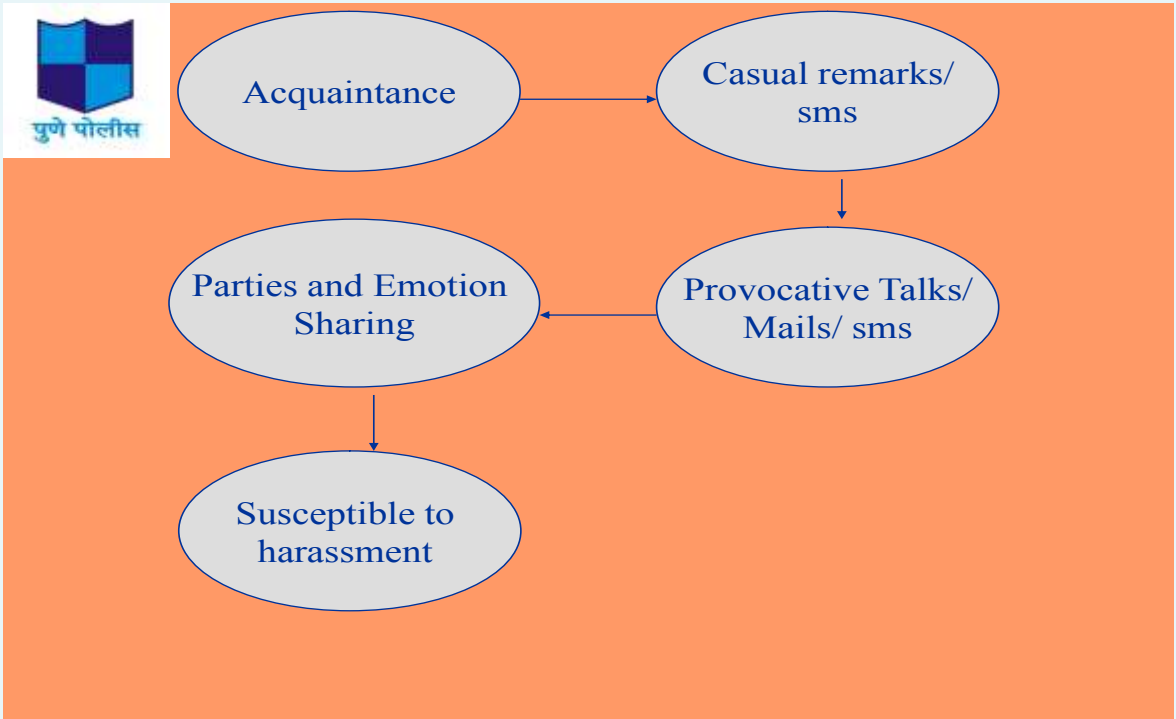 पुणे पोलीस
Acquaintance
Casual remarks/
sms
Provocative Talks/
Mails/ sms
Parties and Emotion
Sharing
Susceptible to
harassment